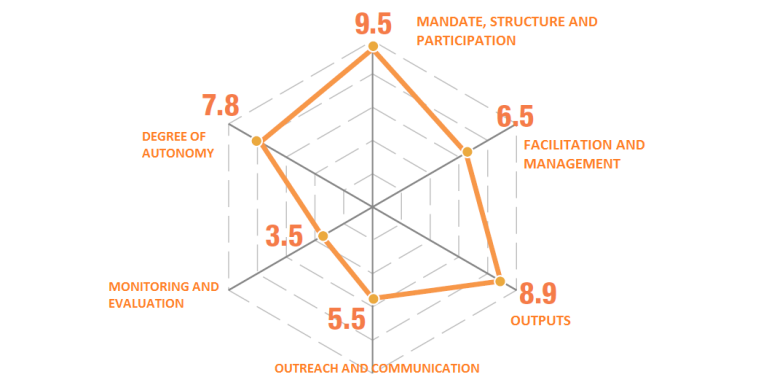 9.5
MANDATE, STRUCTURE AND
PARTICIPATION
7.8
6.5
DEGREE OF
AUTONOMY
FACILITATION AND
MANAGEMENT
3.5
MONITORING AND
EVALUATION
8.9
OUTPUTS
5.5
OUTREACH AND COMMUNICATION